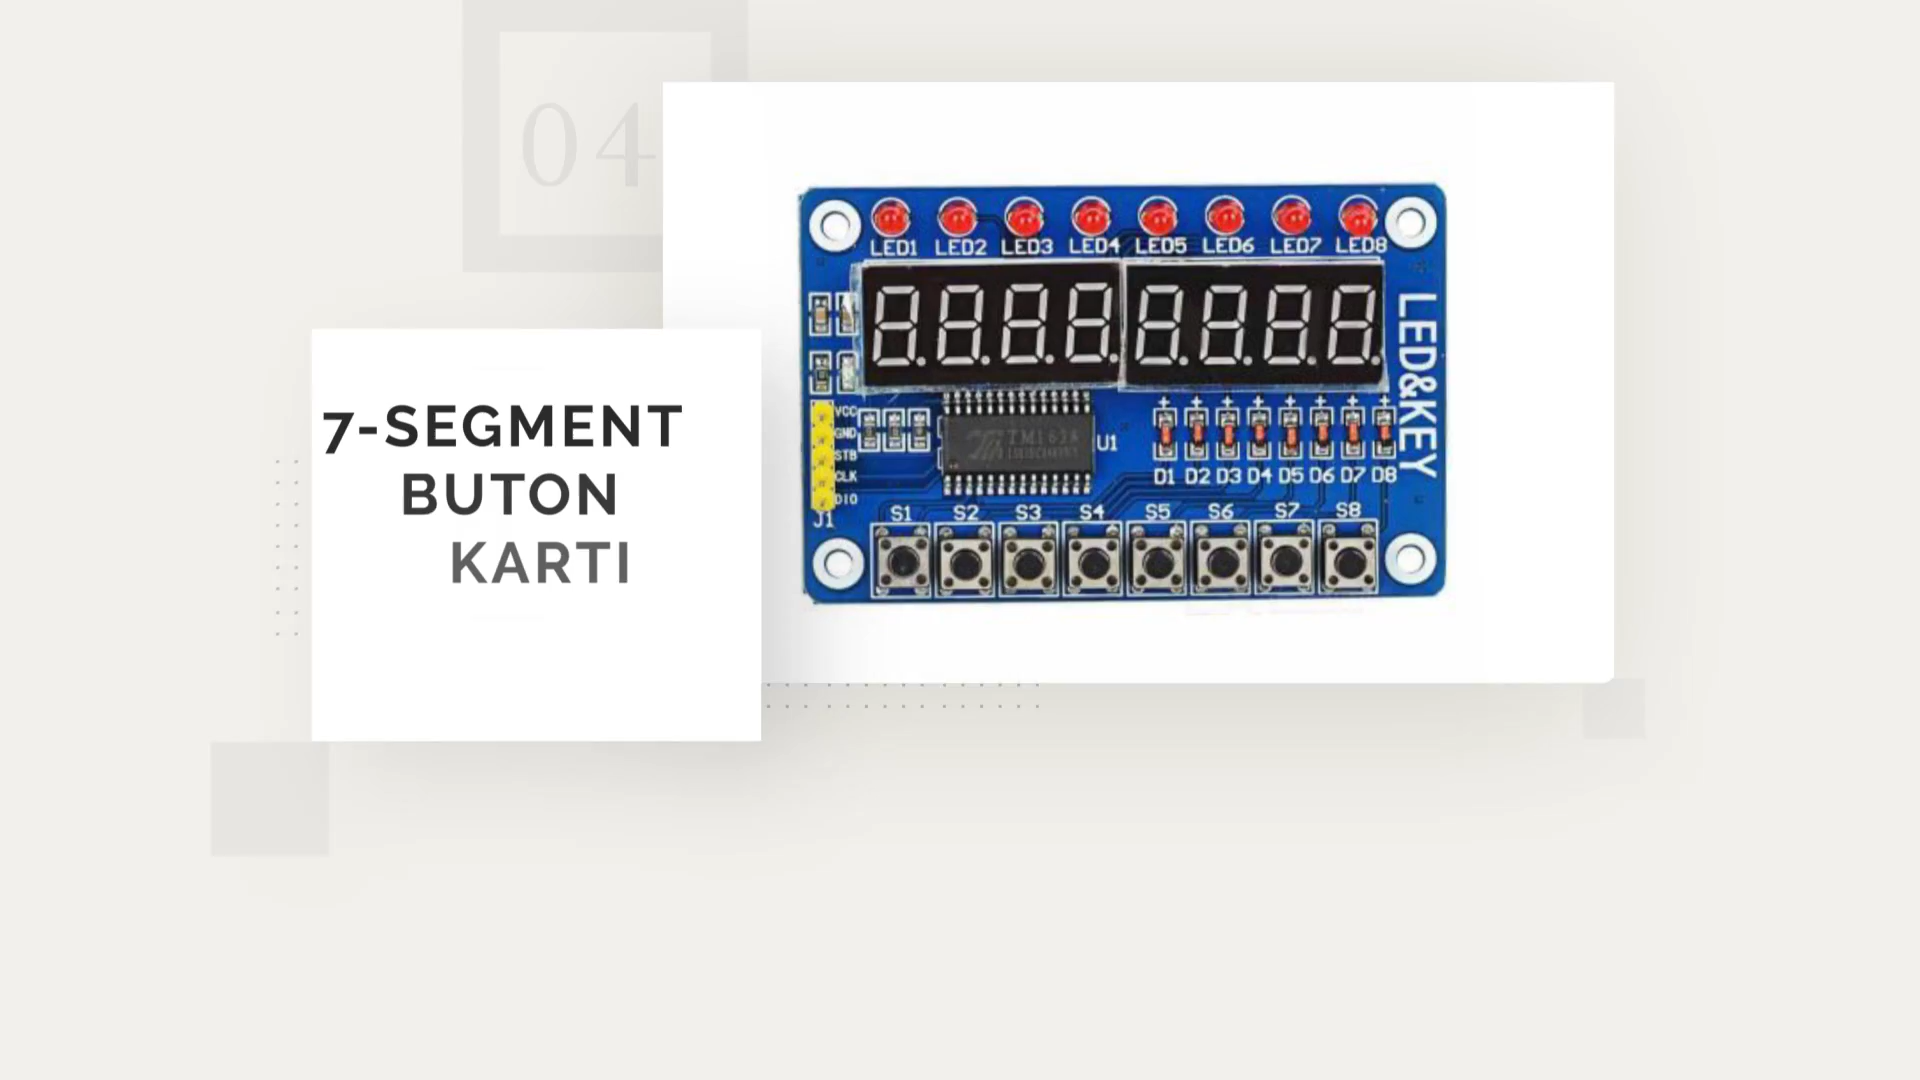 04
7-SEGMENT
BUTON
KARTI
LED1 LED2 LED3 LED4 LED5 LED6 LED7 LED8
LED&KEY
VCC
GND
STB
CLK
DIO
J1
TM1638
U1
D1 D2 D3 D4 D5 D6 D7 D8
S1 S2 S3 S4 S5 S6 S7 S8